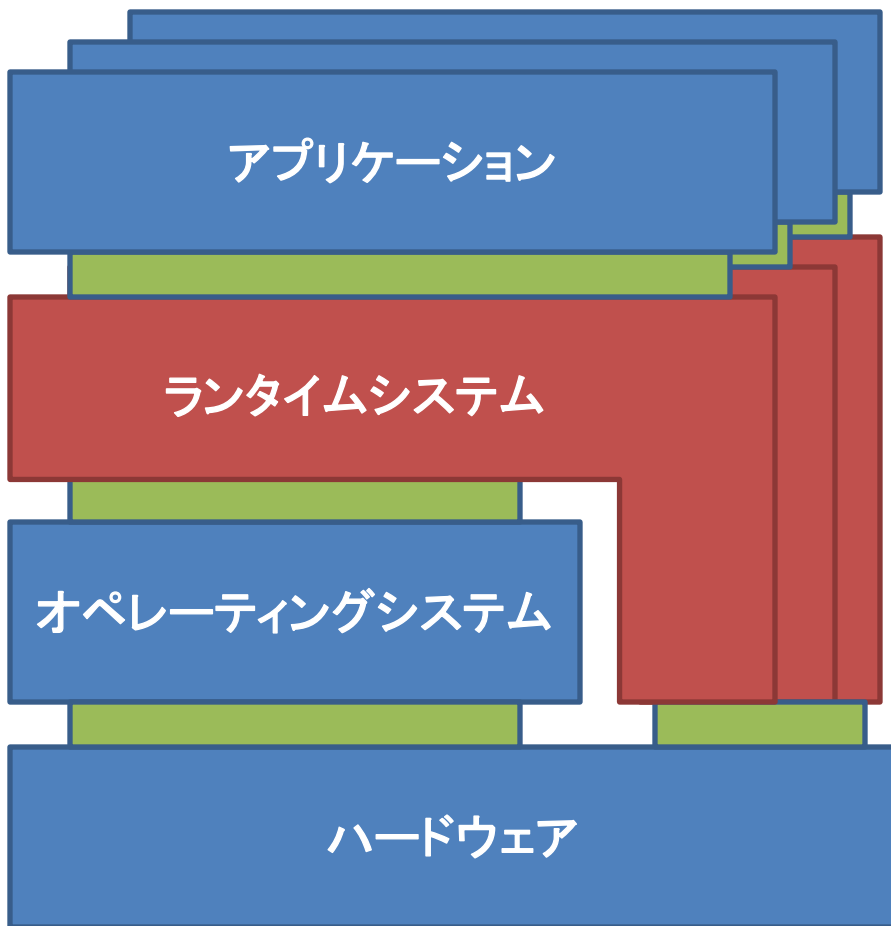 アプリケーション
ランタイムシステム
オペレーティングシステム
ハードウェア